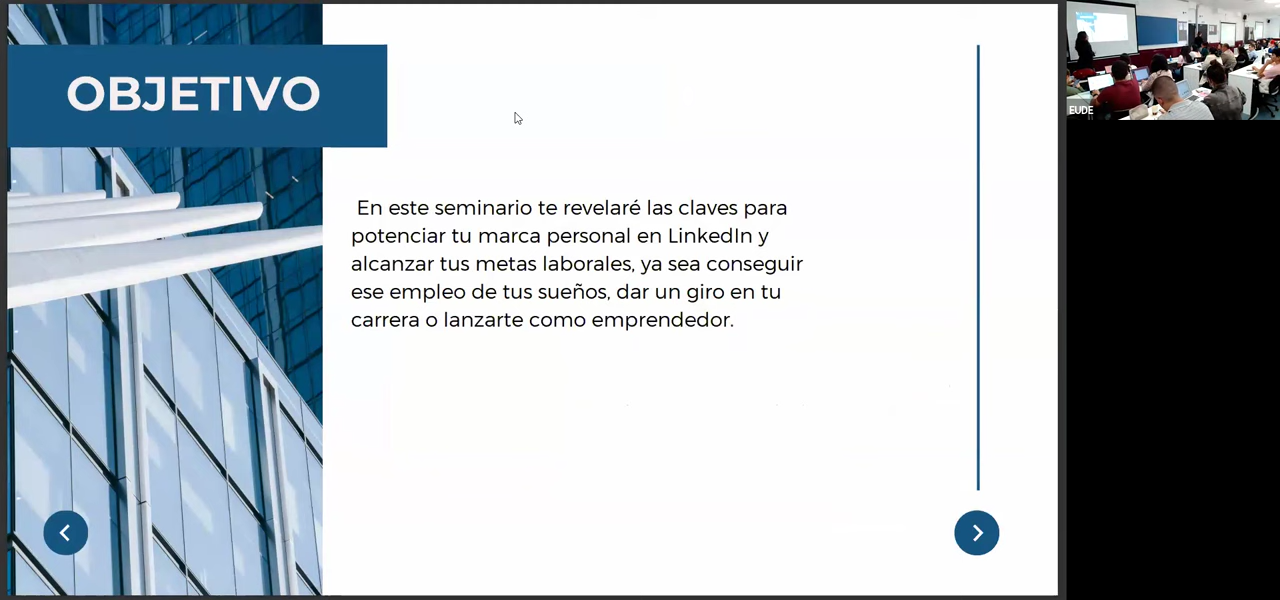 OBJETIVO
En este seminario te revelaré las claves para
potenciar tu marca personal en LinkedIn y
alcanzar tus metas laborales, ya sea conseguir
ese empleo de tus sueños, dar un giro en tu
carrera o lanzarte como emprendedor.
EUDE